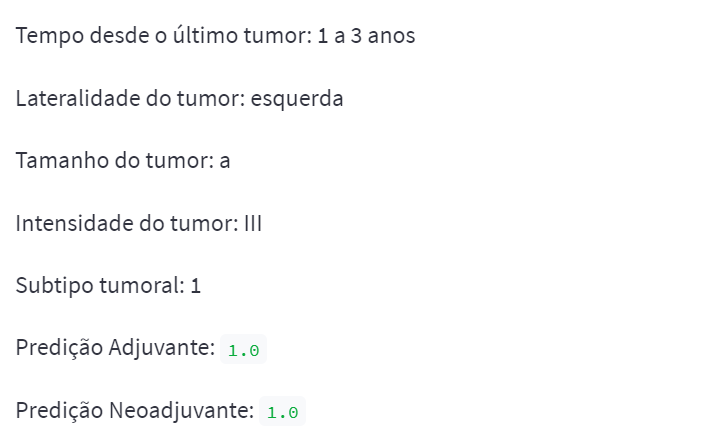 Tempo desde o último tumor: 1 a 3 anos
Lateralidade do tumor: esquerda
Tamanho do tumor: a
Intensidade do tumor: III
Subtipo tumoral: 1
Predição Adjuvante: 1.0
Predição Neoadjuvante: 1.0